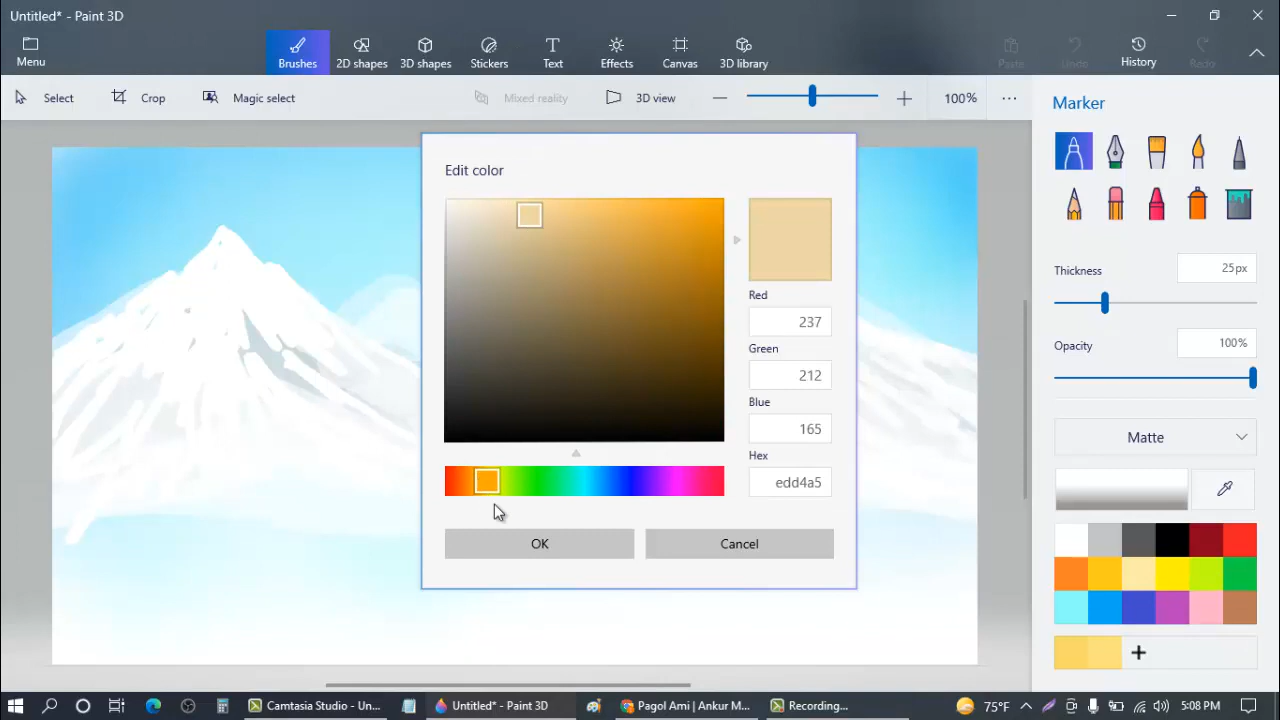 Untitled* - Paint 3D
Menu
Brushes
2D shapes
3D shapes
Stickers
Text
Effects
Canvas
3D library
Paste
Undo
History
Redo
Select
Crop
Magic select
Mixed reality
3D view
100%
Marker
Thickness
25px
Opacity
100%
Matte
Edit color
Red
237
Green
212
Blue
165
Hex
edd4a5
OK
Cancel
Camtasia Studio - Un...
Untitled* - Paint 3D
Pagol Ami | Ankur M...
Recording...
75°F
5:08 PM